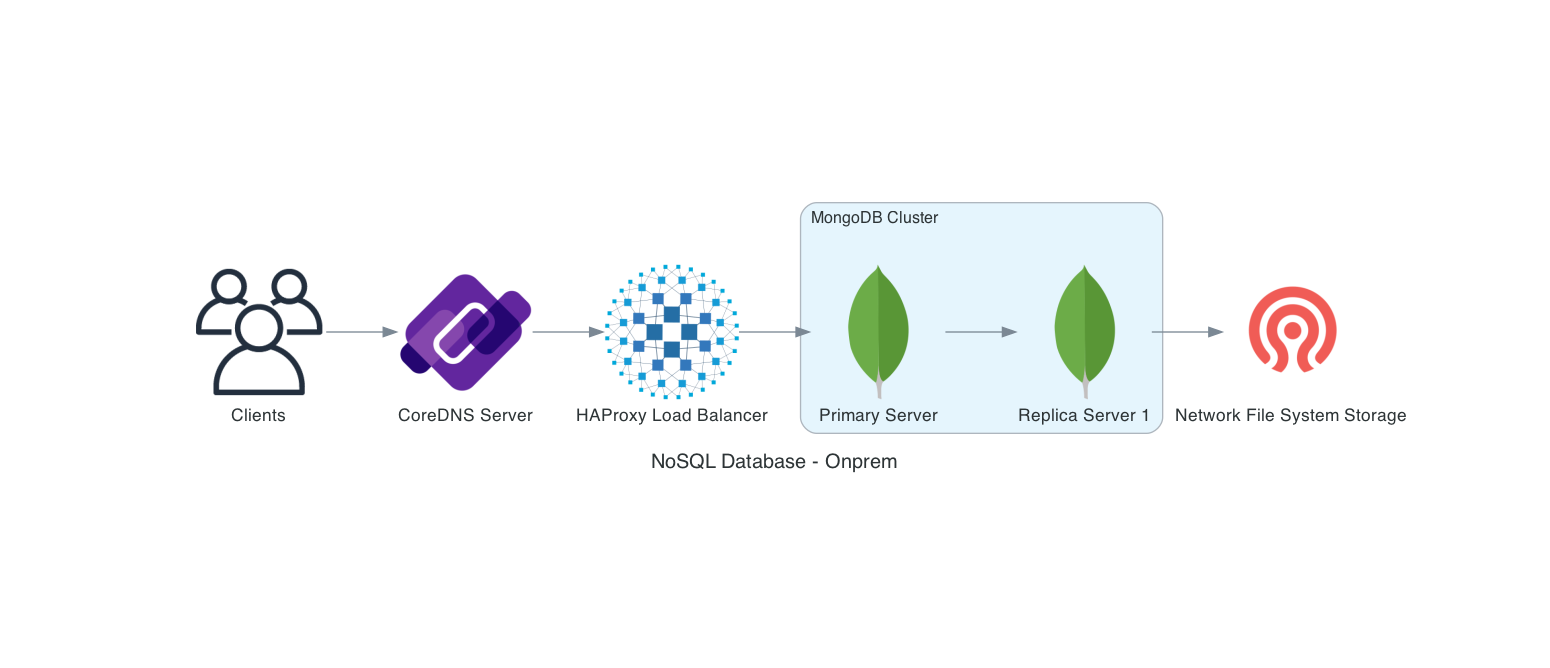 MongoDB Cluster
Clients
CoreDNS Server
HAProxy Load Balancer
Primary Server
Replica Server 1
Network File System Storage
NoSQL Database - Onprem